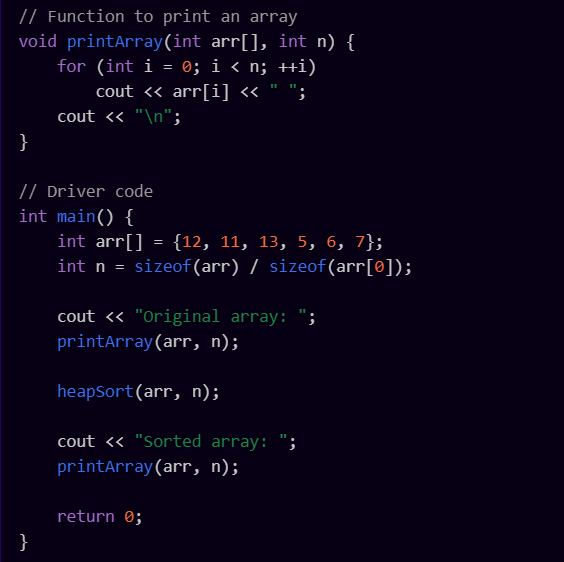 // Function to print an array
void printArray(int arr[], int n) {
    for (int i = 0; i < n; ++i)
        cout << arr[i] << " ";
    cout << "\n";
}

// Driver code
int main() {
    int arr[] = {12, 11, 13, 5, 6, 7};
    int n = sizeof(arr) / sizeof(arr[0]);

    cout << "Original array: ";
    printArray(arr, n);

    heapSort(arr, n);

    cout << "Sorted array: ";
    printArray(arr, n);

    return 0;
}